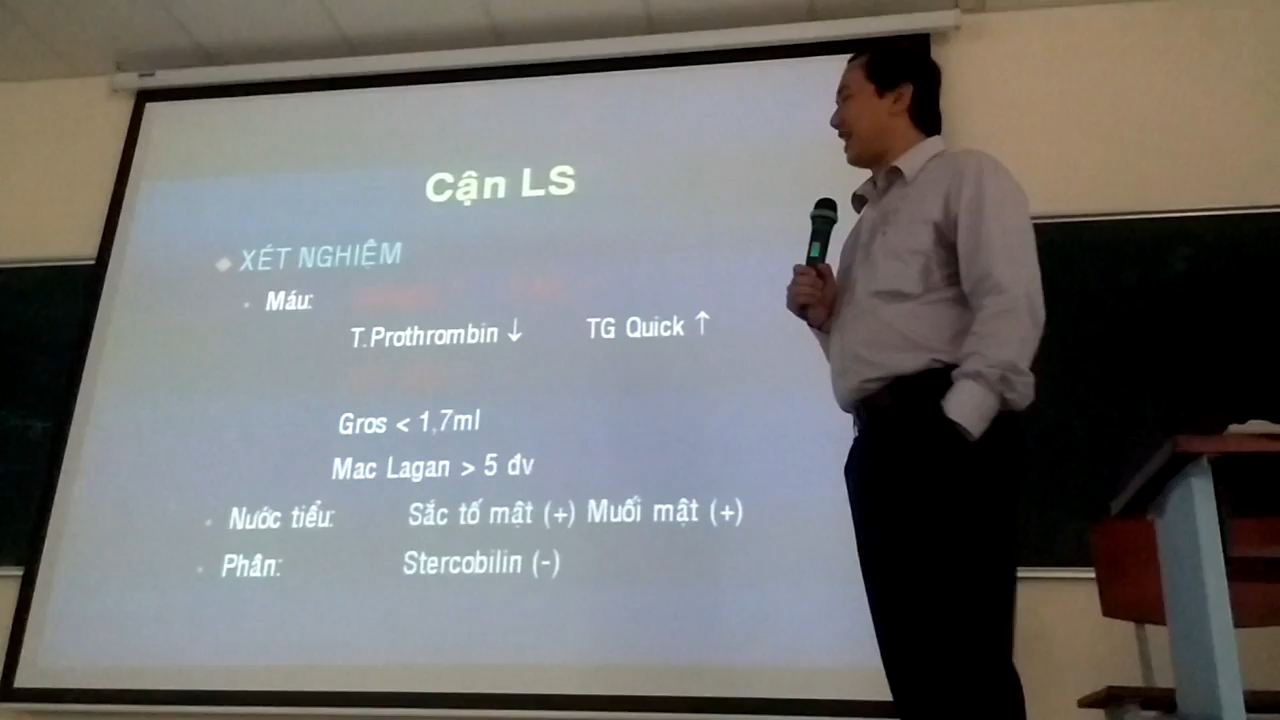 Cận LS
XÉT NGHIỆM
Máu:
T.Prothrombin ↓ TG Quick ↑
Gros < 1,7ml
Mac Lagan > 5 đv
Nước tiểu: Sắc tố mật (+) Muối mật (+)
Phân: Stercobilin (-)